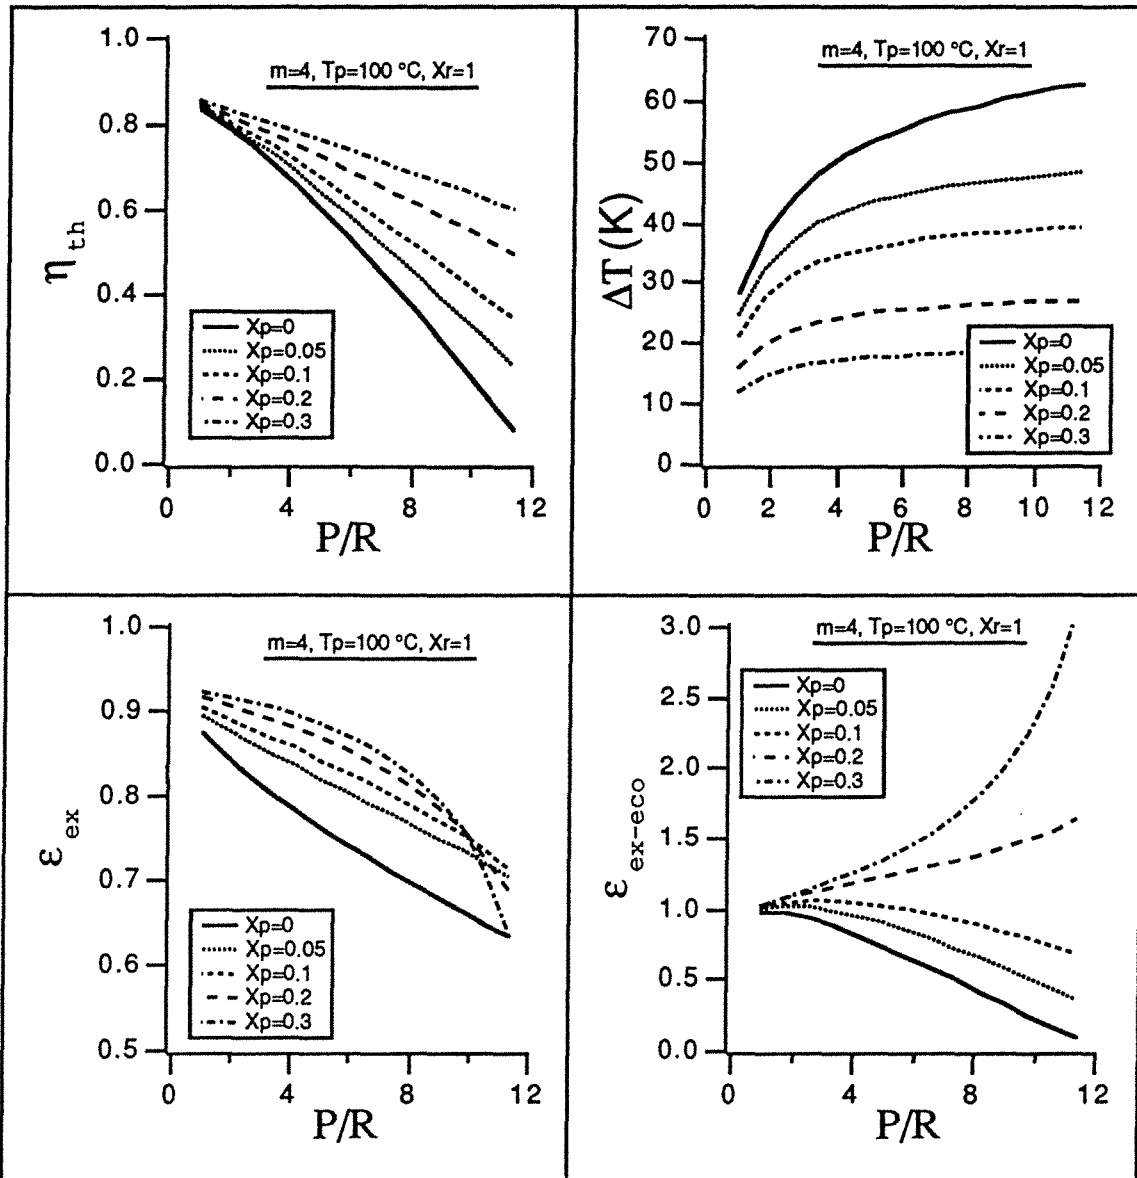 1.0
0.8
0.6
0.4
0.2
0.0
ηth
m=4, Tp=100 °C, Xr=1
Xp=0
Xp=0.05
Xp=0.1
Xp=0.2
Xp=0.3
0 4 8 12
P/R
70
60
50
40
30
20
10
0
ΔT (K)
m=4, Tp=100 °C, Xr=1
Xp=0
Xp=0.05
Xp=0.1
Xp=0.2
Xp=0.3
0 2 4 6 8 10 12
P/R
1.0
0.9
0.8
0.7
0.6
0.5
εex
m=4, Tp=100 °C, Xr=1
Xp=0
Xp=0.05
Xp=0.1
Xp=0.2
Xp=0.3
0 4 8 12
P/R
3.0
2.5
2.0
1.5
1.0
0.5
0.0
εex-eco
m=4, Tp=100 °C, Xr=1
Xp=0
Xp=0.05
Xp=0.1
Xp=0.2
Xp=0.3
0 4 8 12
P/R